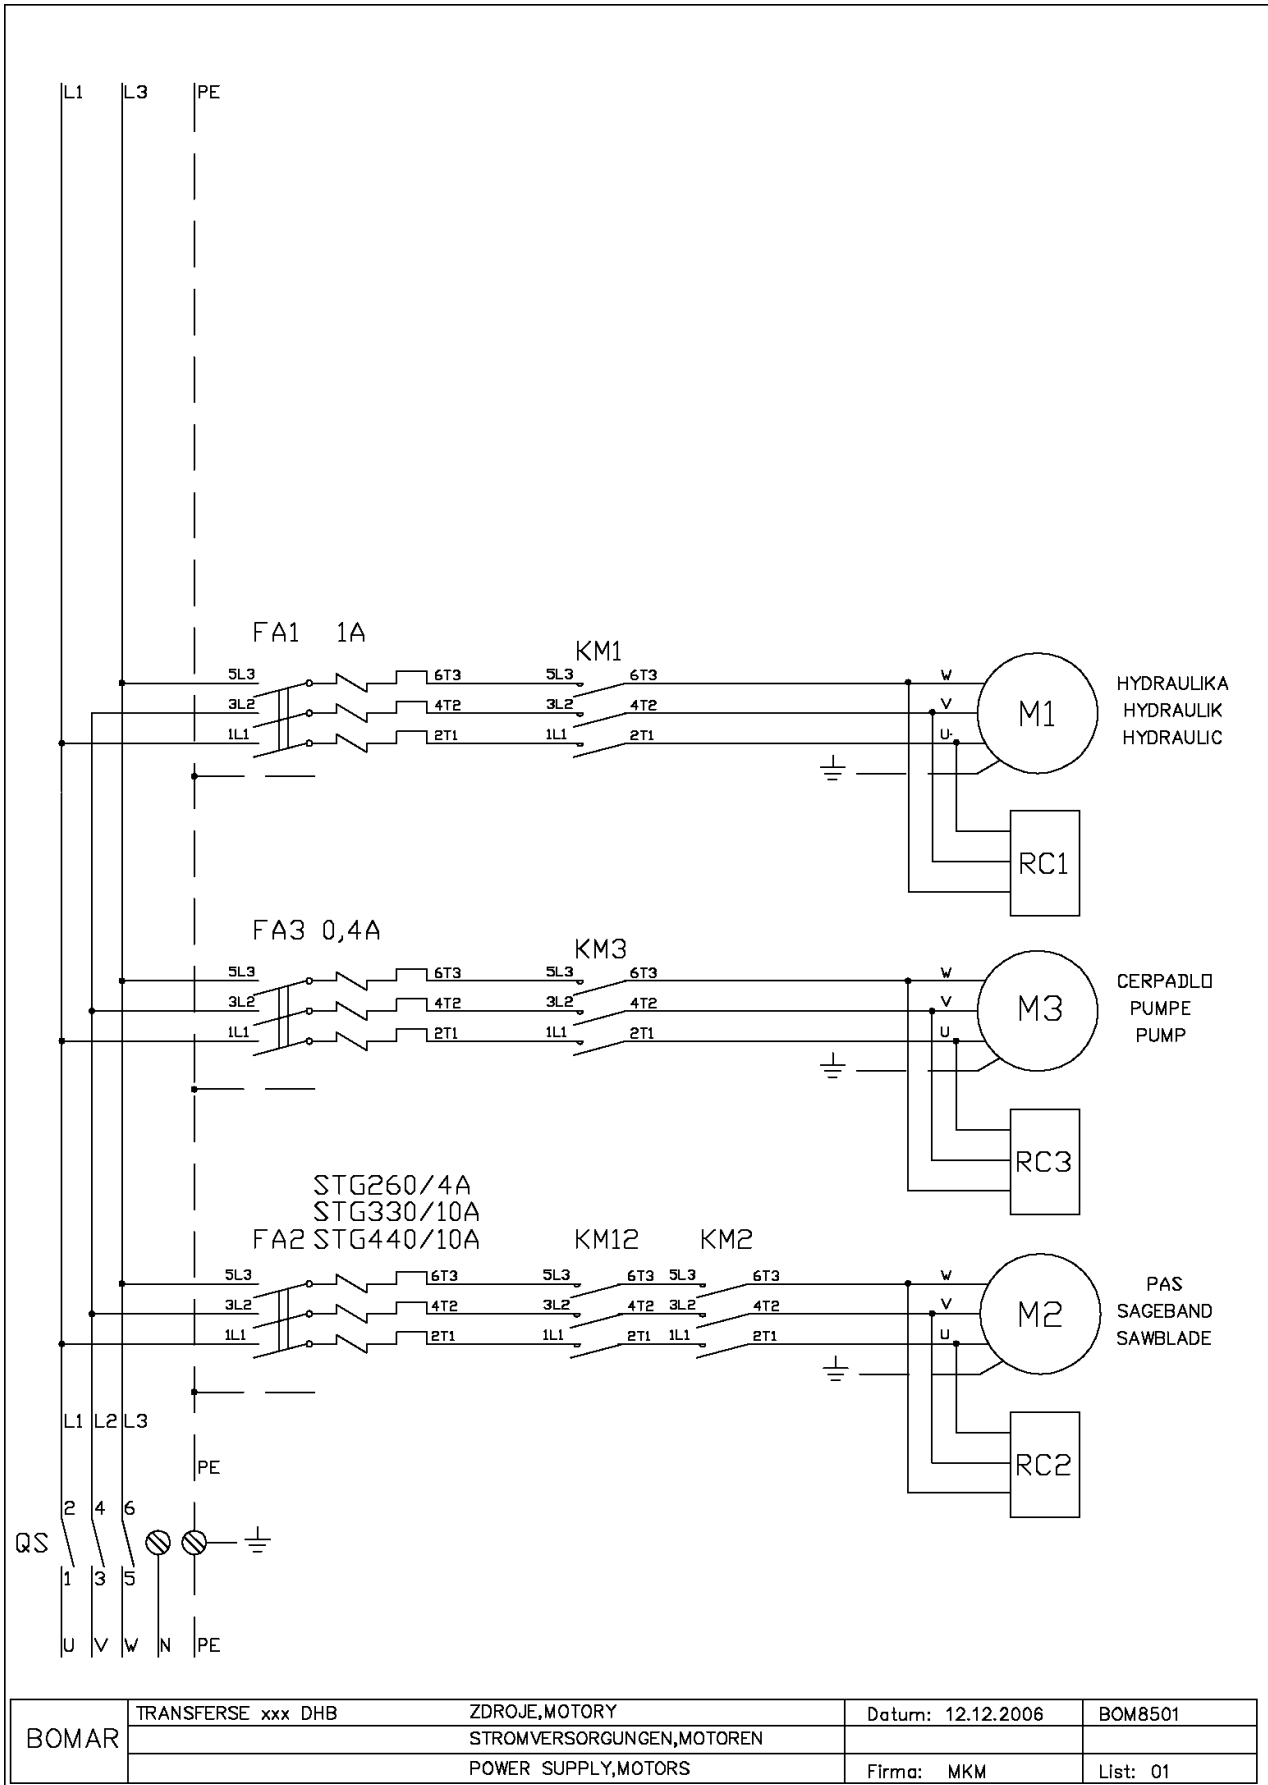 L1 L3 PE
FA1 1A
KM1
5L3 6T3 5L3 6T3 W
3L2 4T2 3L2 4T2 V
1L1 2T1 1L1 2T1 U
M1
HYDRAULIKA
HYDRAULIK
HYDRAULIC
RC1
FA3 0,4A
KM3
5L3 6T3 5L3 6T3 W
3L2 4T2 3L2 4T2 V
1L1 2T1 1L1 2T1 U
M3
CERPADLO
PUMPE
PUMP
RC3
STG260/4A
STG330/10A
FA2 STG440/10A
KM12 KM2
5L3 6T3 5L3 6T3 5L3 6T3 W
3L2 4T2 3L2 4T2 3L2 4T2 V
1L1 2T1 1L1 2T1 1L1 2T1 U
M2
PAS
SAGEBAND
SAWBLADE
RC2
L1 L2 L3
PE
2 4 6
QS
1 3 5
U V W N PE
BOMAR
TRANSFERSE xxx DHB
ZDROJE,MOTORY
STROMVERSORGUNGEN,MOTOREN
POWER SUPPLY,MOTORS
Datum: 12.12.2006
BOM8501
Firma: MKM
List: 01